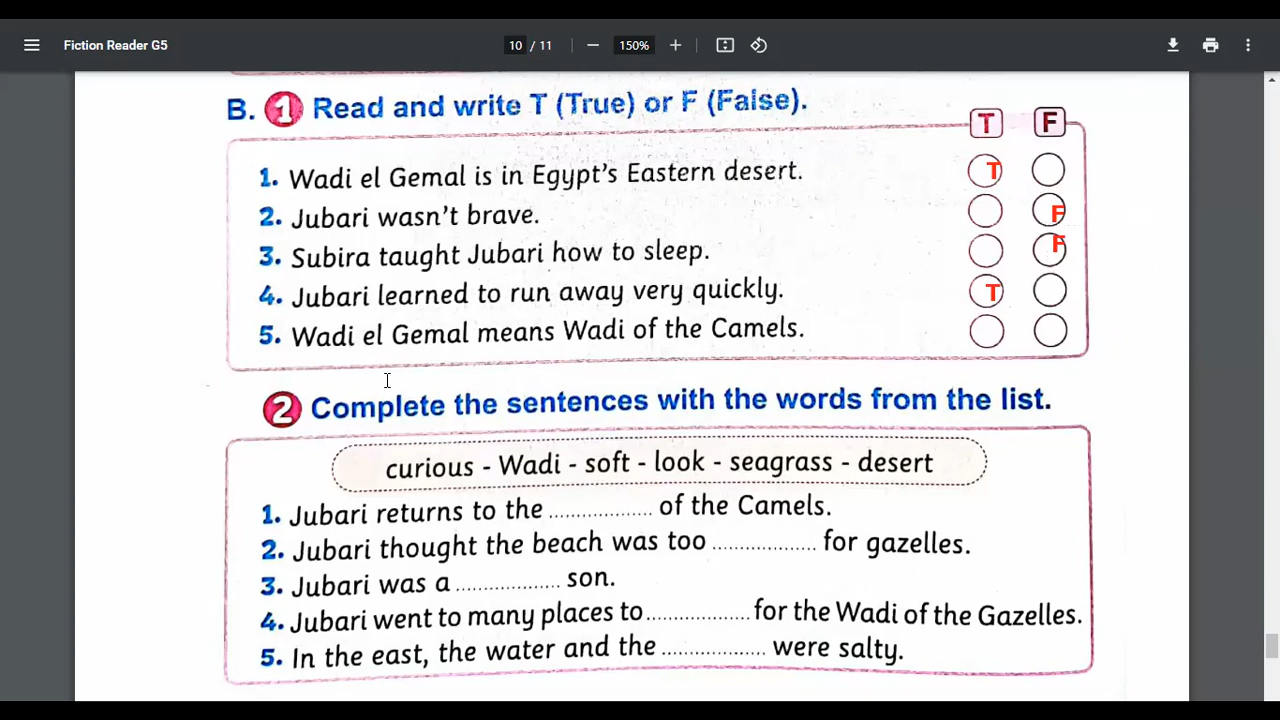 Fiction Reader G5
10 / 11
150%
B. 1 Read and write T (True) or F (False).
T F
1. Wadi el Gemal is in Egypt's Eastern desert. T
2. Jubari wasn't brave. F
3. Subira taught Jubari how to sleep. F
4. Jubari learned to run away very quickly. T
5. Wadi el Gemal means Wadi of the Camels.
2 Complete the sentences with the words from the list.
curious - Wadi - soft - look - seagrass - desert
1. Jubari returns to the .................. of the Camels.
2. Jubari thought the beach was too .................. for gazelles.
3. Jubari was a .................. son.
4. Jubari went to many places to .................. for the Wadi of the Gazelles.
5. In the east, the water and the .................. were salty.